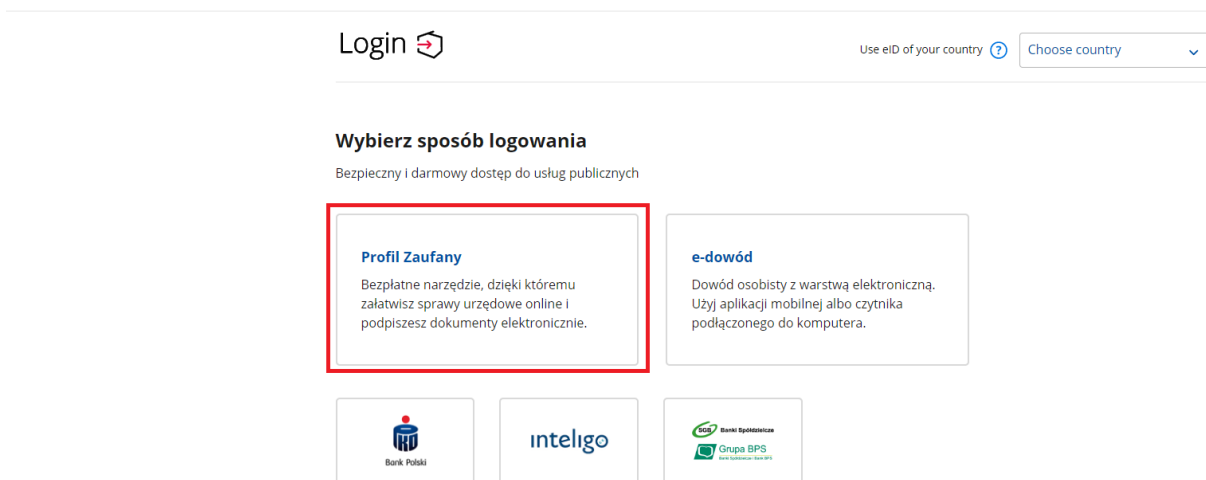 Login
Use eID of your country ? Choose country
Wybierz sposób logowania
Bezpieczny i darmowy dostęp do usług publicznych
Profil Zaufany
Bezpłatne narzędzie, dzięki któremu
załatwisz sprawy urzędowe online i
podpiszesz dokumenty elektronicznie.
e-dowód
Dowód osobisty z warstwą elektroniczną.
Użyj aplikacji mobilnej albo czytnika
podłączonego do komputera.
Bank Polski
inteligo
SGB Banki Spółdzielcze
Grupa BPS